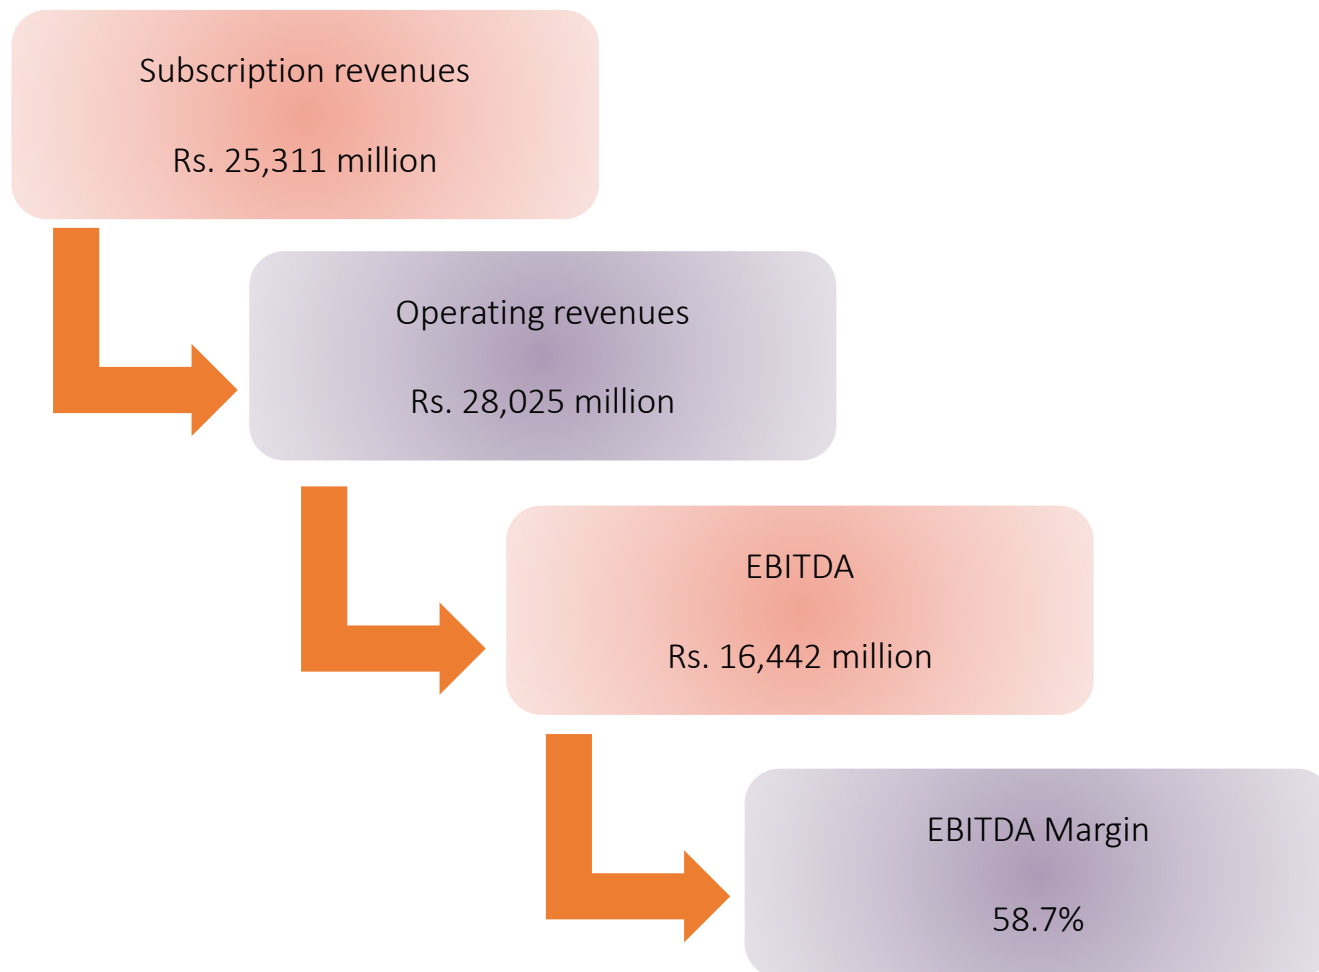 Subscription revenues
Rs. 25,311 million
Operating revenues
Rs. 28,025 million
EBITDA
Rs. 16,442 million
EBITDA Margin
58.7%